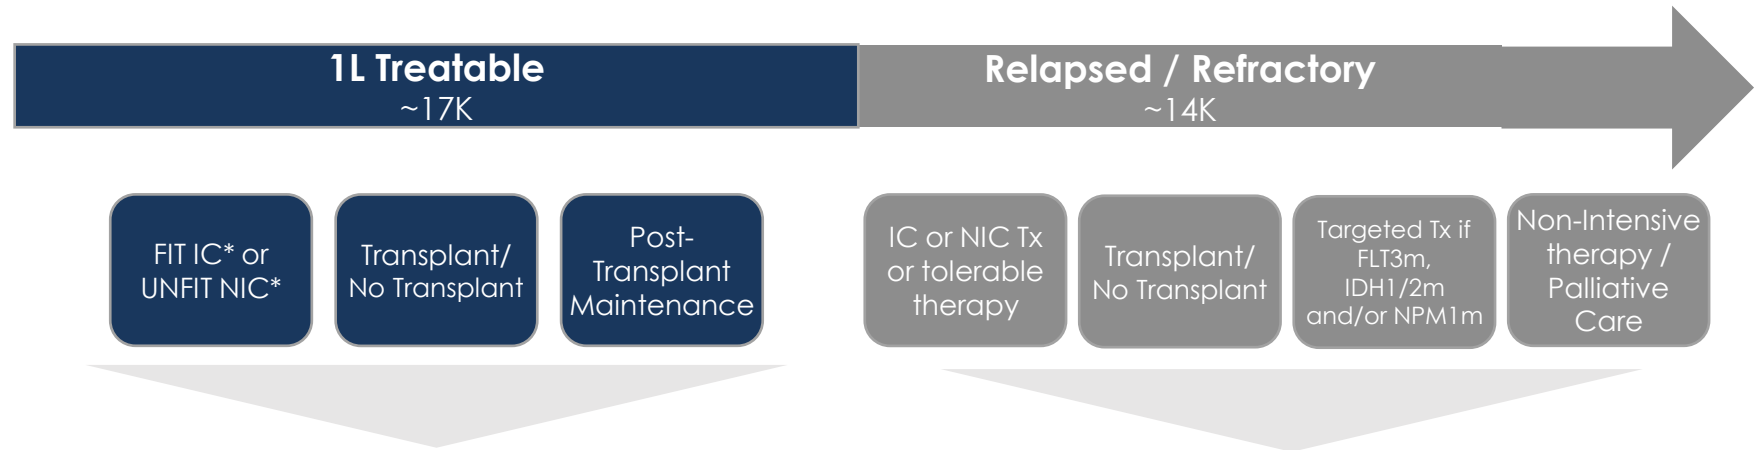 1L Treatable
~17K
Relapsed / Refractory
~14K
FIT IC* or
UNFIT NIC*
Transplant/
No Transplant
Post-
Transplant
Maintenance
IC or NIC Tx
or tolerable
therapy
Transplant/
No Transplant
Targeted Tx if
FLT3m,
IDH1/2m
and/or NPM1m
Non-Intensive
therapy /
Palliative
Care